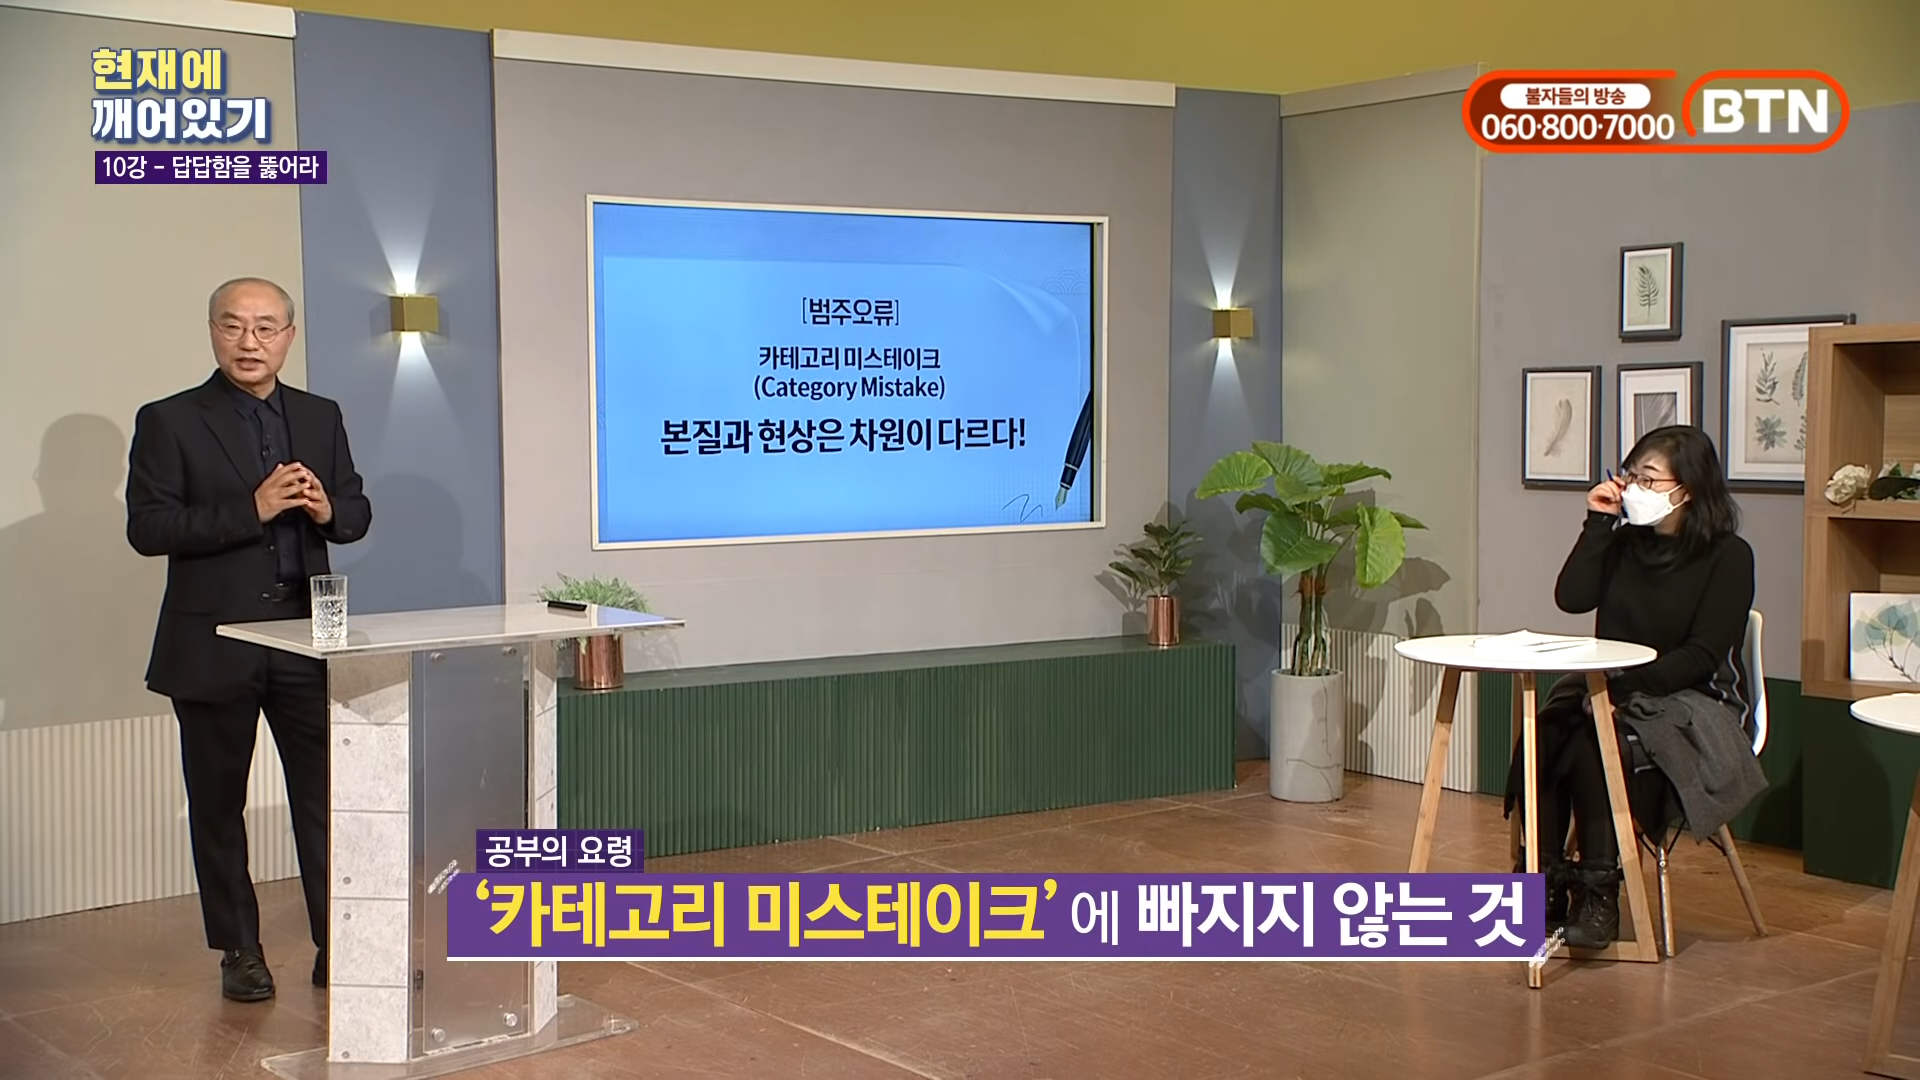 현재에
깨어있기
10강 - 답답함을 뚫어라
불자들의 방송
060·800·7000
BTN
[범주오류]
카테고리 미스테이크
(Category Mistake)
본질과 현상은 차원이 다르다!
공부의 요령
‘카테고리 미스테이크’에 빠지지 않는 것